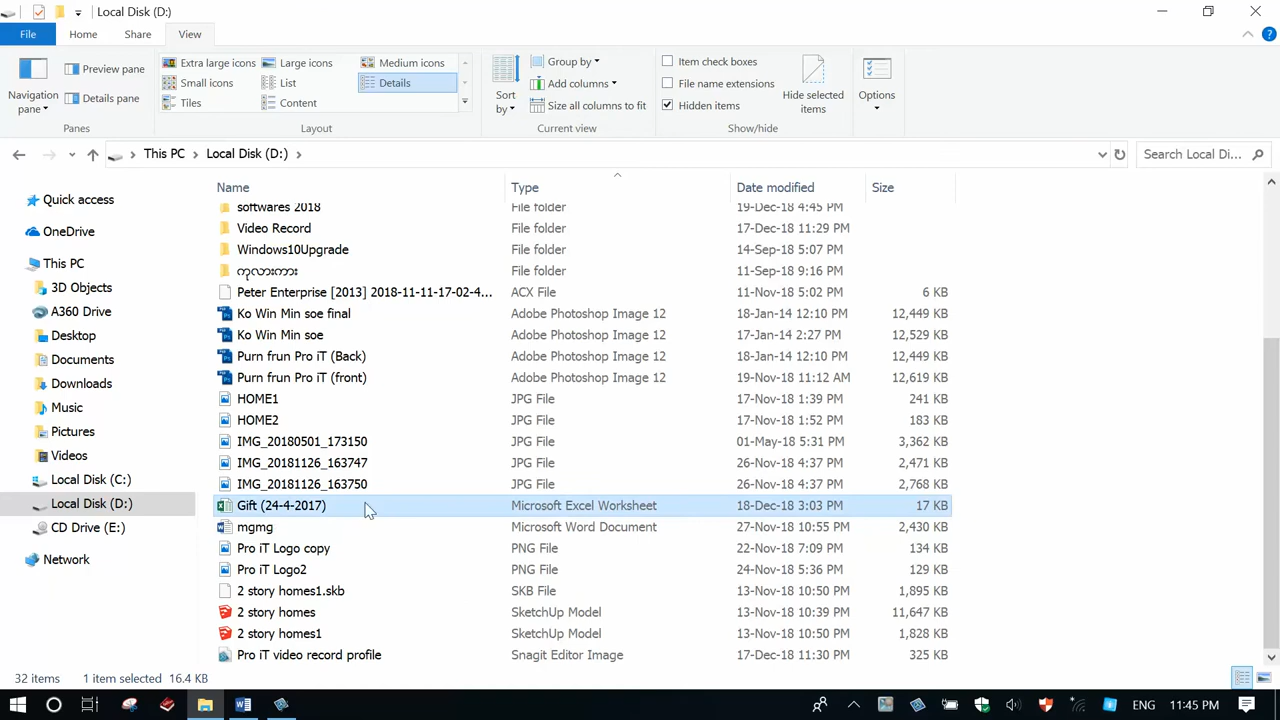 Local Disk (D:)
File Home Share View
Navigation pane Preview pane Details pane Panes
Extra large icons Large icons Medium icons
Small icons List Details
Tiles Content
Layout
Sort by Group by Add columns Size all columns to fit Current view
Item check boxes
File name extensions
Hidden items
Hide selected items Show/hide
Options
This PC Local Disk (D:) Search Local Di...
Quick access
OneDrive
This PC
3D Objects
A360 Drive
Desktop
Documents
Downloads
Music
Pictures
Videos
Local Disk (C:)
Local Disk (D:)
CD Drive (E:)
Network
Name Type Date modified Size
softwares 2018 File folder 19-Dec-18 4:45 PM
Video Record File folder 17-Dec-18 11:29 PM
Windows10Upgrade File folder 14-Sep-18 5:07 PM
ကုလားကား File folder 11-Sep-18 9:16 PM
Peter Enterprise [2013] 2018-11-11-17-02-4... ACX File 11-Nov-18 5:02 PM 6 KB
Ko Win Min soe final Adobe Photoshop Image 12 18-Jan-14 12:10 PM 12,449 KB
Ko Win Min soe Adobe Photoshop Image 12 17-Jan-14 2:27 PM 12,529 KB
Purn frun Pro iT (Back) Adobe Photoshop Image 12 18-Jan-14 12:10 PM 12,449 KB
Purn frun Pro iT (front) Adobe Photoshop Image 12 19-Nov-18 11:12 AM 12,619 KB
HOME1 JPG File 17-Nov-18 1:39 PM 241 KB
HOME2 JPG File 17-Nov-18 1:52 PM 183 KB
IMG_20180501_173150 JPG File 01-May-18 5:31 PM 3,362 KB
IMG_20181126_163747 JPG File 26-Nov-18 4:37 PM 2,471 KB
IMG_20181126_163750 JPG File 26-Nov-18 4:37 PM 2,768 KB
Gift (24-4-2017) Microsoft Excel Worksheet 18-Dec-18 3:03 PM 17 KB
mgmg Microsoft Word Document 27-Nov-18 10:55 PM 2,430 KB
Pro iT Logo copy PNG File 22-Nov-18 7:09 PM 134 KB
Pro iT Logo2 PNG File 24-Nov-18 5:36 PM 129 KB
2 story homes1.skb SKB File 13-Nov-18 10:50 PM 1,895 KB
2 story homes SketchUp Model 13-Nov-18 10:39 PM 11,647 KB
2 story homes1 SketchUp Model 13-Nov-18 10:50 PM 1,828 KB
Pro iT video record profile Snagit Editor Image 17-Dec-18 11:30 PM 325 KB
32 items 1 item selected 16.4 KB
ENG 11:45 PM